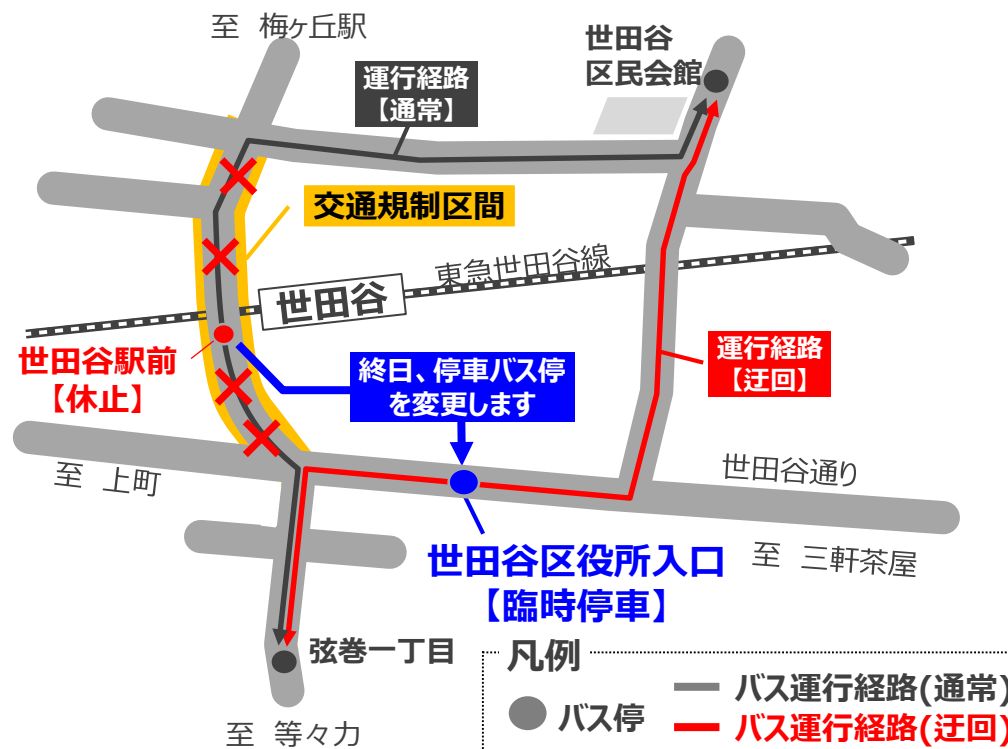 至 梅ヶ丘駅
世田谷
区民会館
運行経路
【通常】
交通規制区間
東急世田谷線
世田谷
世田谷駅前
【休止】
終日、停車バス停
を変更します
運行経路
【迂回】
至 上町
世田谷通り
世田谷区役所入口
【臨時停車】
至 三軒茶屋
弦巻一丁目
至 等々力
凡例
バス停
バス運行経路(通常)
バス運行経路(迂回)